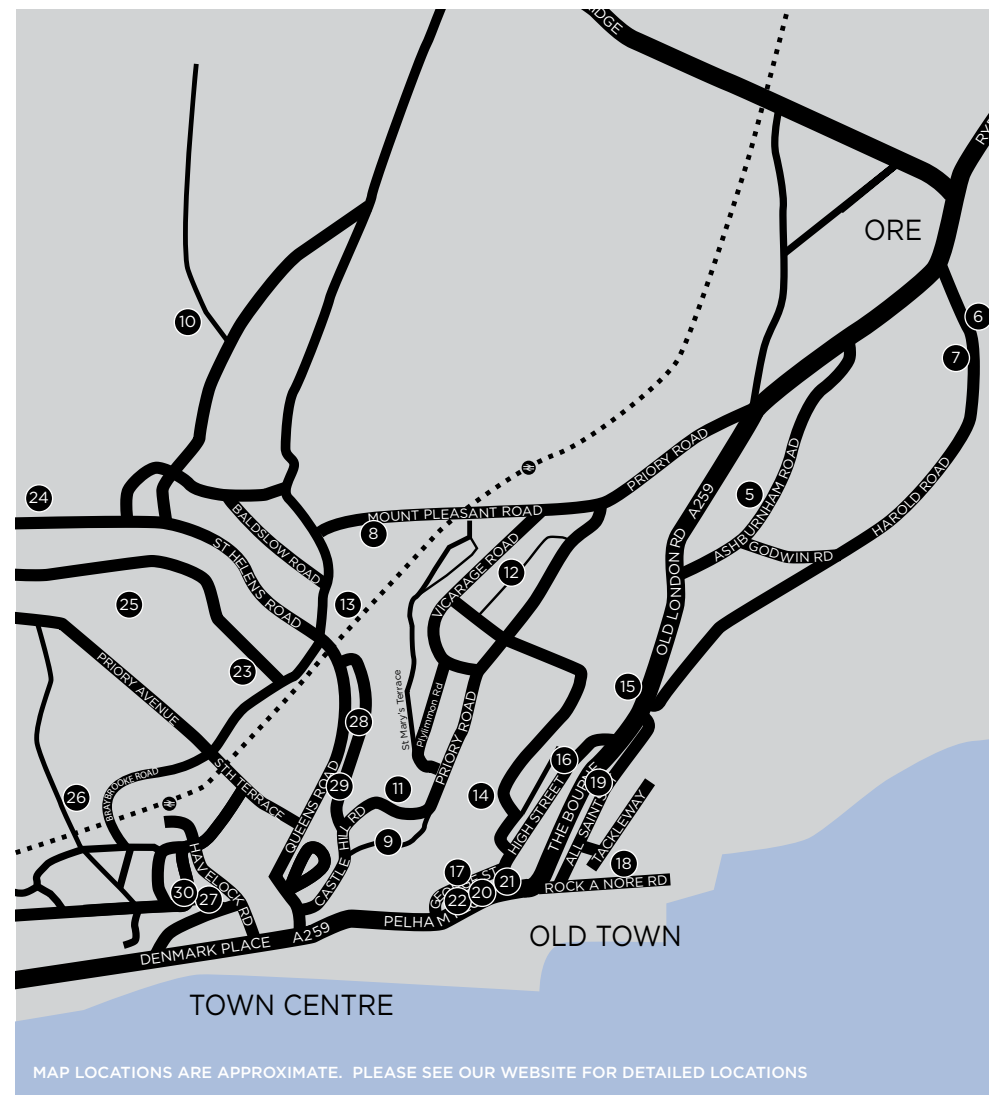 IDGE
RY
ORE
10
6
7
24
PRIORY ROAD
A259
5
ASHBURNHAM ROAD
HAROLD ROAD
MOUNT PLEASANT ROAD
8
BALDSLOW ROAD
ST HELENS ROAD
GODWIN RD
VICARAGE ROAD
12
OLD LONDON RD
25
13
PRIORY AVENUE
23
St Mary's Terrace
Plylimmon Rd
PRIORY ROAD
15
28
16
STH TERRACE
BRAYBROOKE ROAD
QUEENS ROAD
29
11
14
HIGH STREET
THE BOURNE
19
ALL SAINTS
TACKLEWAY
26
CASTLE HILL RD
9
HAVELOCK RD
17
18
30
27
GEORGE ST
22
20
21
ROCK A NORE RD
PELHAM
DENMARK PLACE
A259
OLD TOWN
TOWN CENTRE
MAP LOCATIONS ARE APPROXIMATE. PLEASE SEE OUR WEBSITE FOR DETAILED LOCATIONS